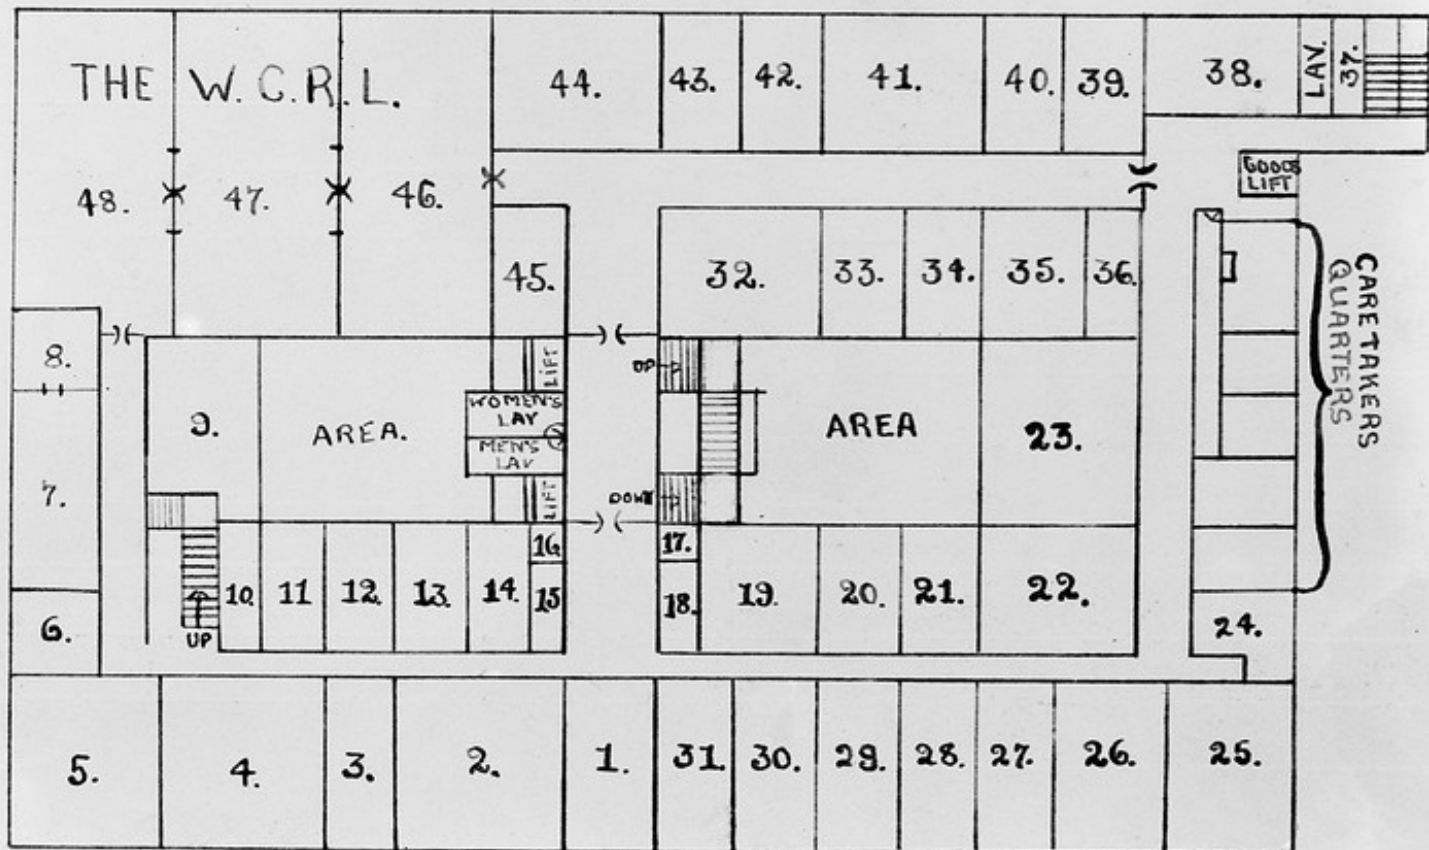 THE W.C.R.L.
44.
43.
42.
41.
40.
39.
38.
LAV.
37.
48.
47.
46.
GOODS
LIFT
45.
32.
33.
34.
35.
36.
CARETAKERS
QUARTERS
8.
9.
AREA.
LIFT
WOMEN'S
LAV
MEN'S
LAV
LIFT
UP
DOWN
AREA
23.
7.
6.
UP
10.
11
12.
13.
14.
16.
15
17.
18.
19.
20.
21.
22.
24.
5.
4.
3.
2.
1.
31.
30.
29.
28.
27.
26.
25.